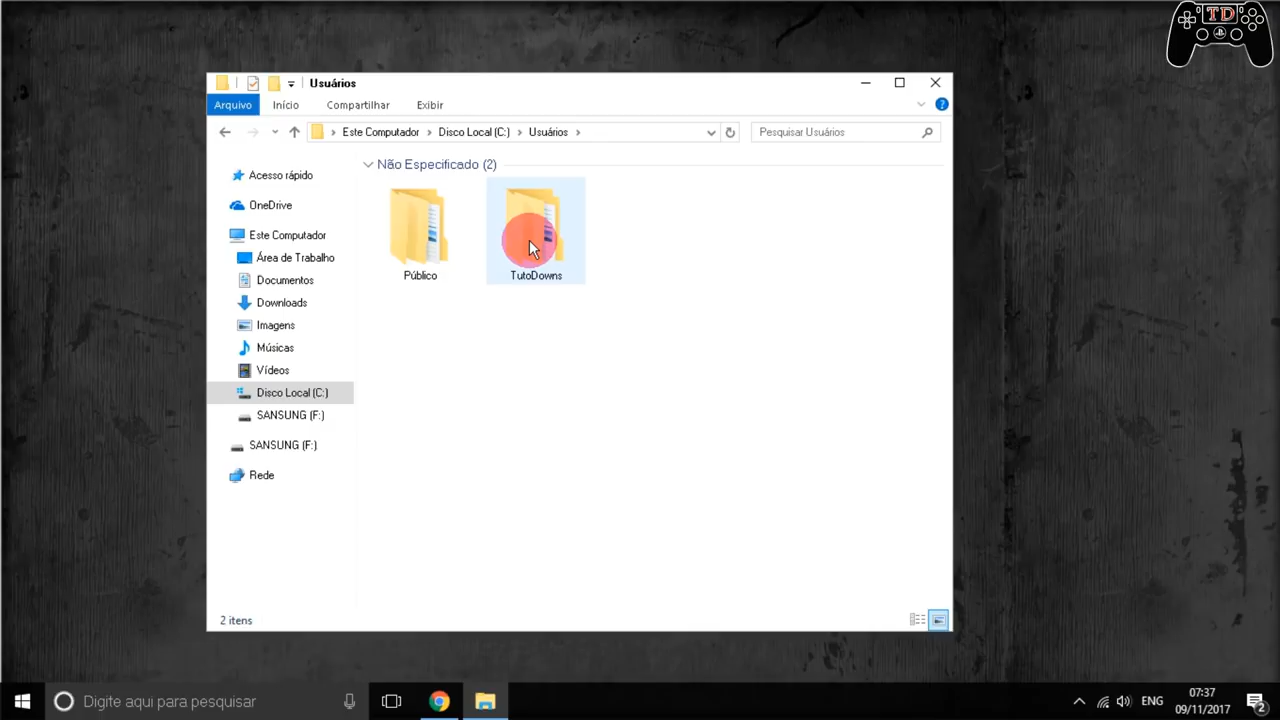 TD
Usuários
Arquivo Início Compartilhar Exibir
Este Computador Disco Local (C:) Usuários
Pesquisar Usuários
Não Especificado (2)
Acesso rápido
OneDrive
Este Computador
Área de Trabalho
Documentos
Downloads
Imagens
Músicas
Vídeos
Disco Local (C:)
SANSUNG (F:)
SANSUNG (F:)
Rede
Público
TutoDowns
2 itens
Digite aqui para pesquisar
ENG
07:37
09/11/2017
2